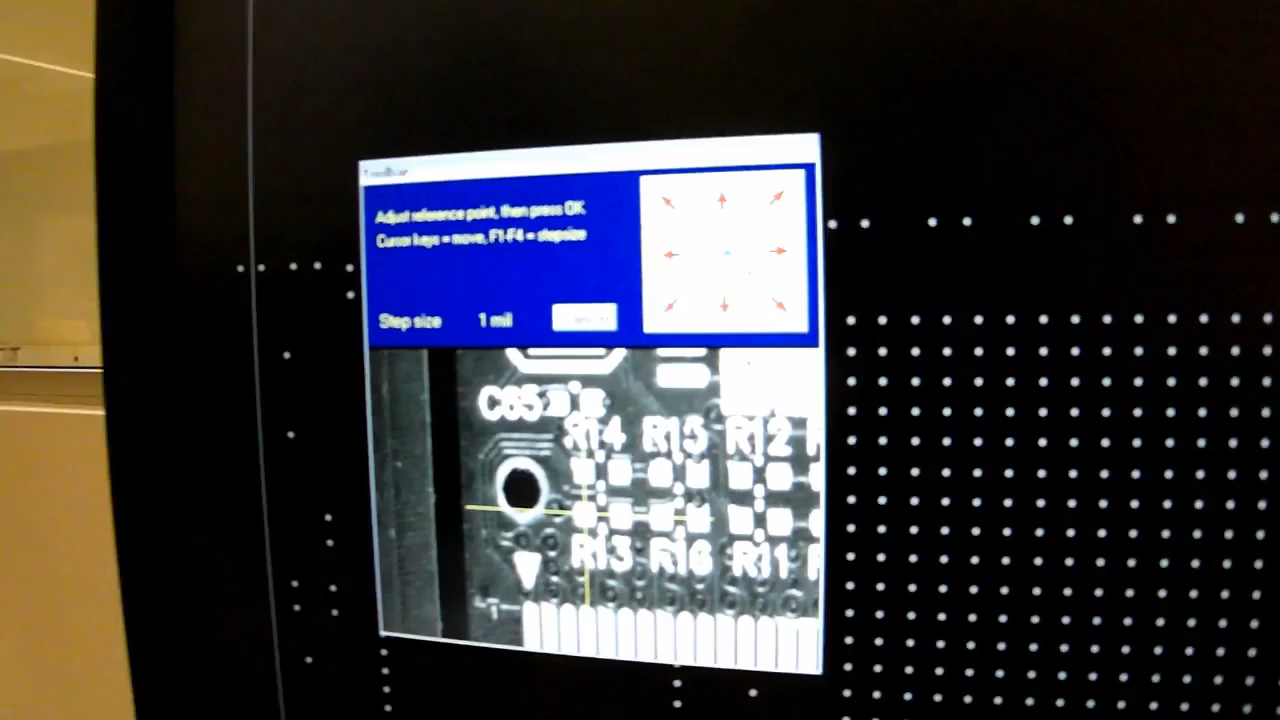 Toolbar
Adjust reference point, then press OK
Cursor keys = move, F1-F4 = stepsize
Step size 1 mil
C65
R14 R15 R12
R13 R16 R11